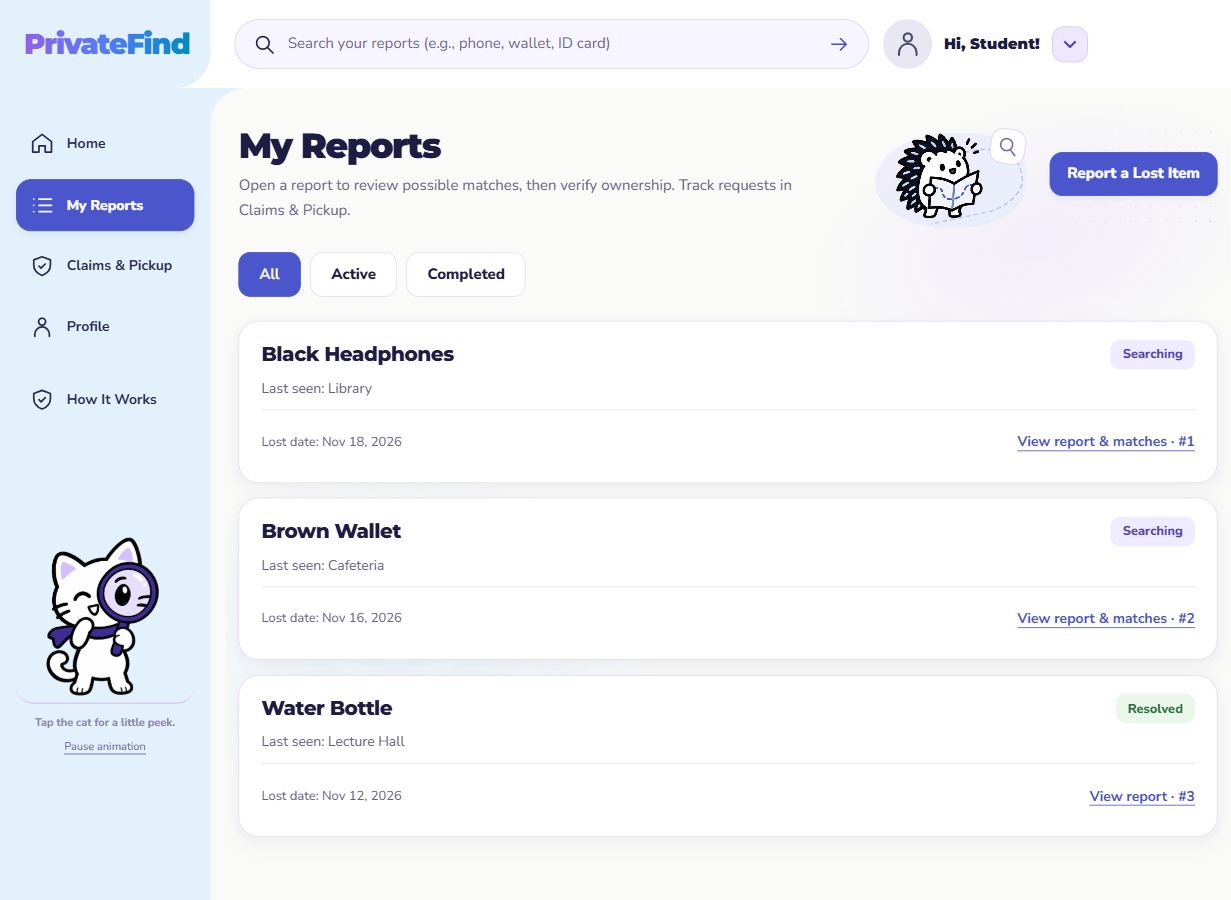 PrivateFind
Search your reports (e.g., phone, wallet, ID card)
Hi, Student!
Home
My Reports
Claims & Pickup
Profile
How It Works
Tap the cat for a little peek.
Pause animation
My Reports
Open a report to review possible matches, then verify ownership. Track requests in
Claims & Pickup.
Report a Lost Item
All
Active
Completed
Black Headphones
Searching
Last seen: Library
Lost date: Nov 18, 2026
View report & matches · #1
Brown Wallet
Searching
Last seen: Cafeteria
Lost date: Nov 16, 2026
View report & matches · #2
Water Bottle
Resolved
Last seen: Lecture Hall
Lost date: Nov 12, 2026
View report · #3